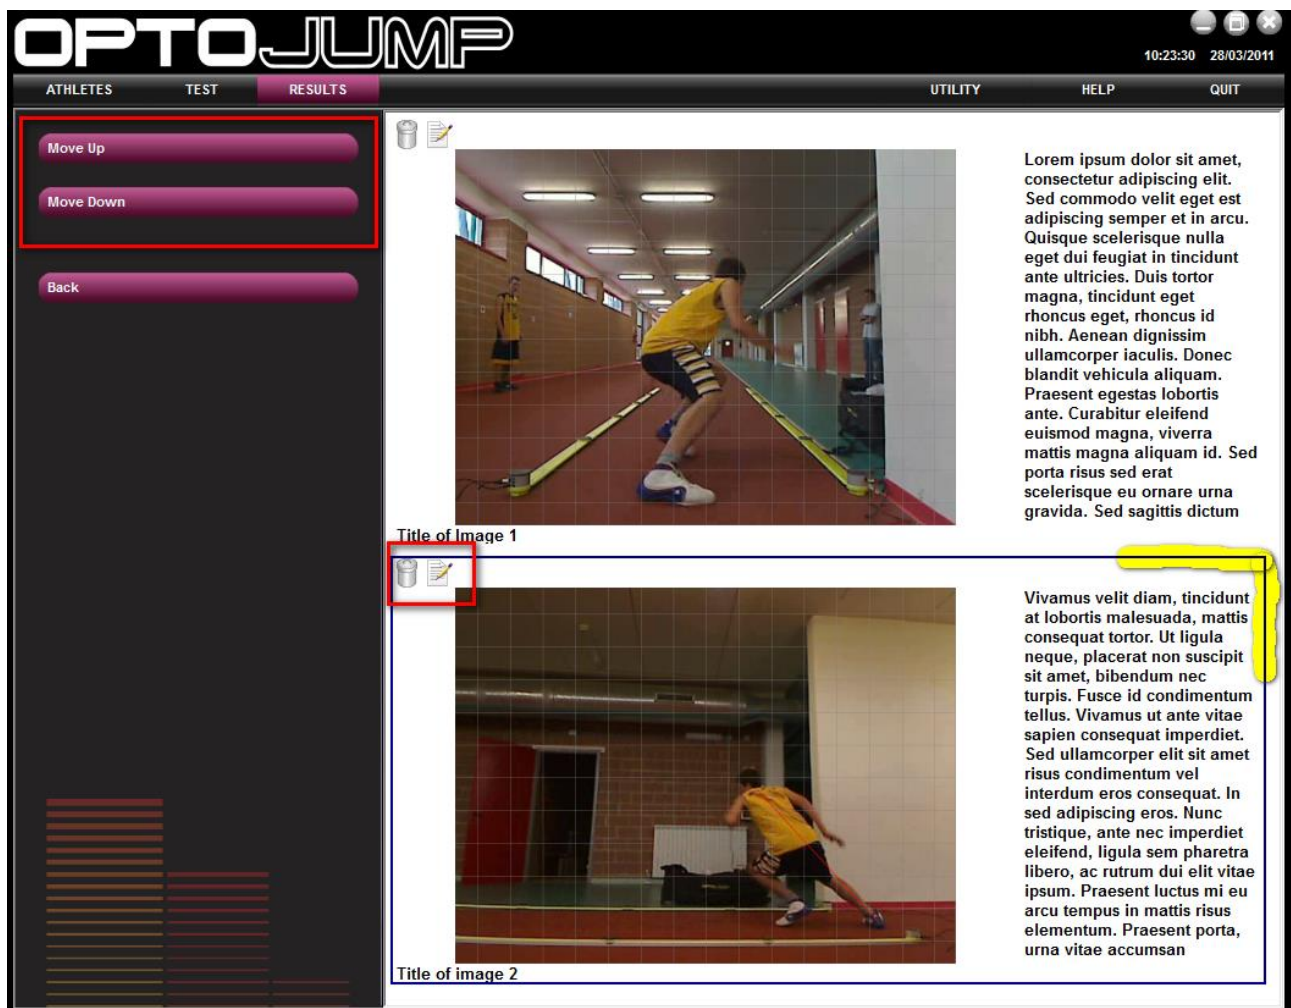 OPTOJUMP
10:23:30 28/03/2011
ATHLETES TEST RESULTS UTILITY HELP QUIT
Move Up
Move Down
Back
Lorem ipsum dolor sit amet,
consectetur adipiscing elit.
Sed commodo velit eget est
adipiscing semper et in arcu.
Quisque scelerisque nulla
eget dui feugiat in tincidunt
ante ultricies. Duis tortor
magna, tincidunt eget
rhoncus eget, rhoncus id
nibh. Aenean dignissim
ullamcorper iaculis. Donec
blandit vehicula aliquam.
Praesent egestas lobortis
ante. Curabitur eleifend
euismod magna, viverra
mattis magna aliquam id. Sed
porta risus sed erat
scelerisque eu ornare urna
gravida. Sed sagittis dictum
Title of Image 1
Vivamus velit diam, tincidunt
at lobortis malesuada, mattis
consequat tortor. Ut ligula
neque, placerat non suscipit
sit amet, bibendum nec
turpis. Fusce id condimentum
tellus. Vivamus ut ante vitae
sapien consequat imperdiet.
Sed ullamcorper elit sit amet
risus condimentum vel
interdum eros consequat. In
sed adipiscing eros. Nunc
tristique, ante nec imperdiet
eleifend, ligula sem pharetra
libero, ac rutrum dui elit vitae
ipsum. Praesent luctus mi eu
arcu tempus in mattis risus
elementum. Praesent porta,
urna vitae accumsan
Title of image 2